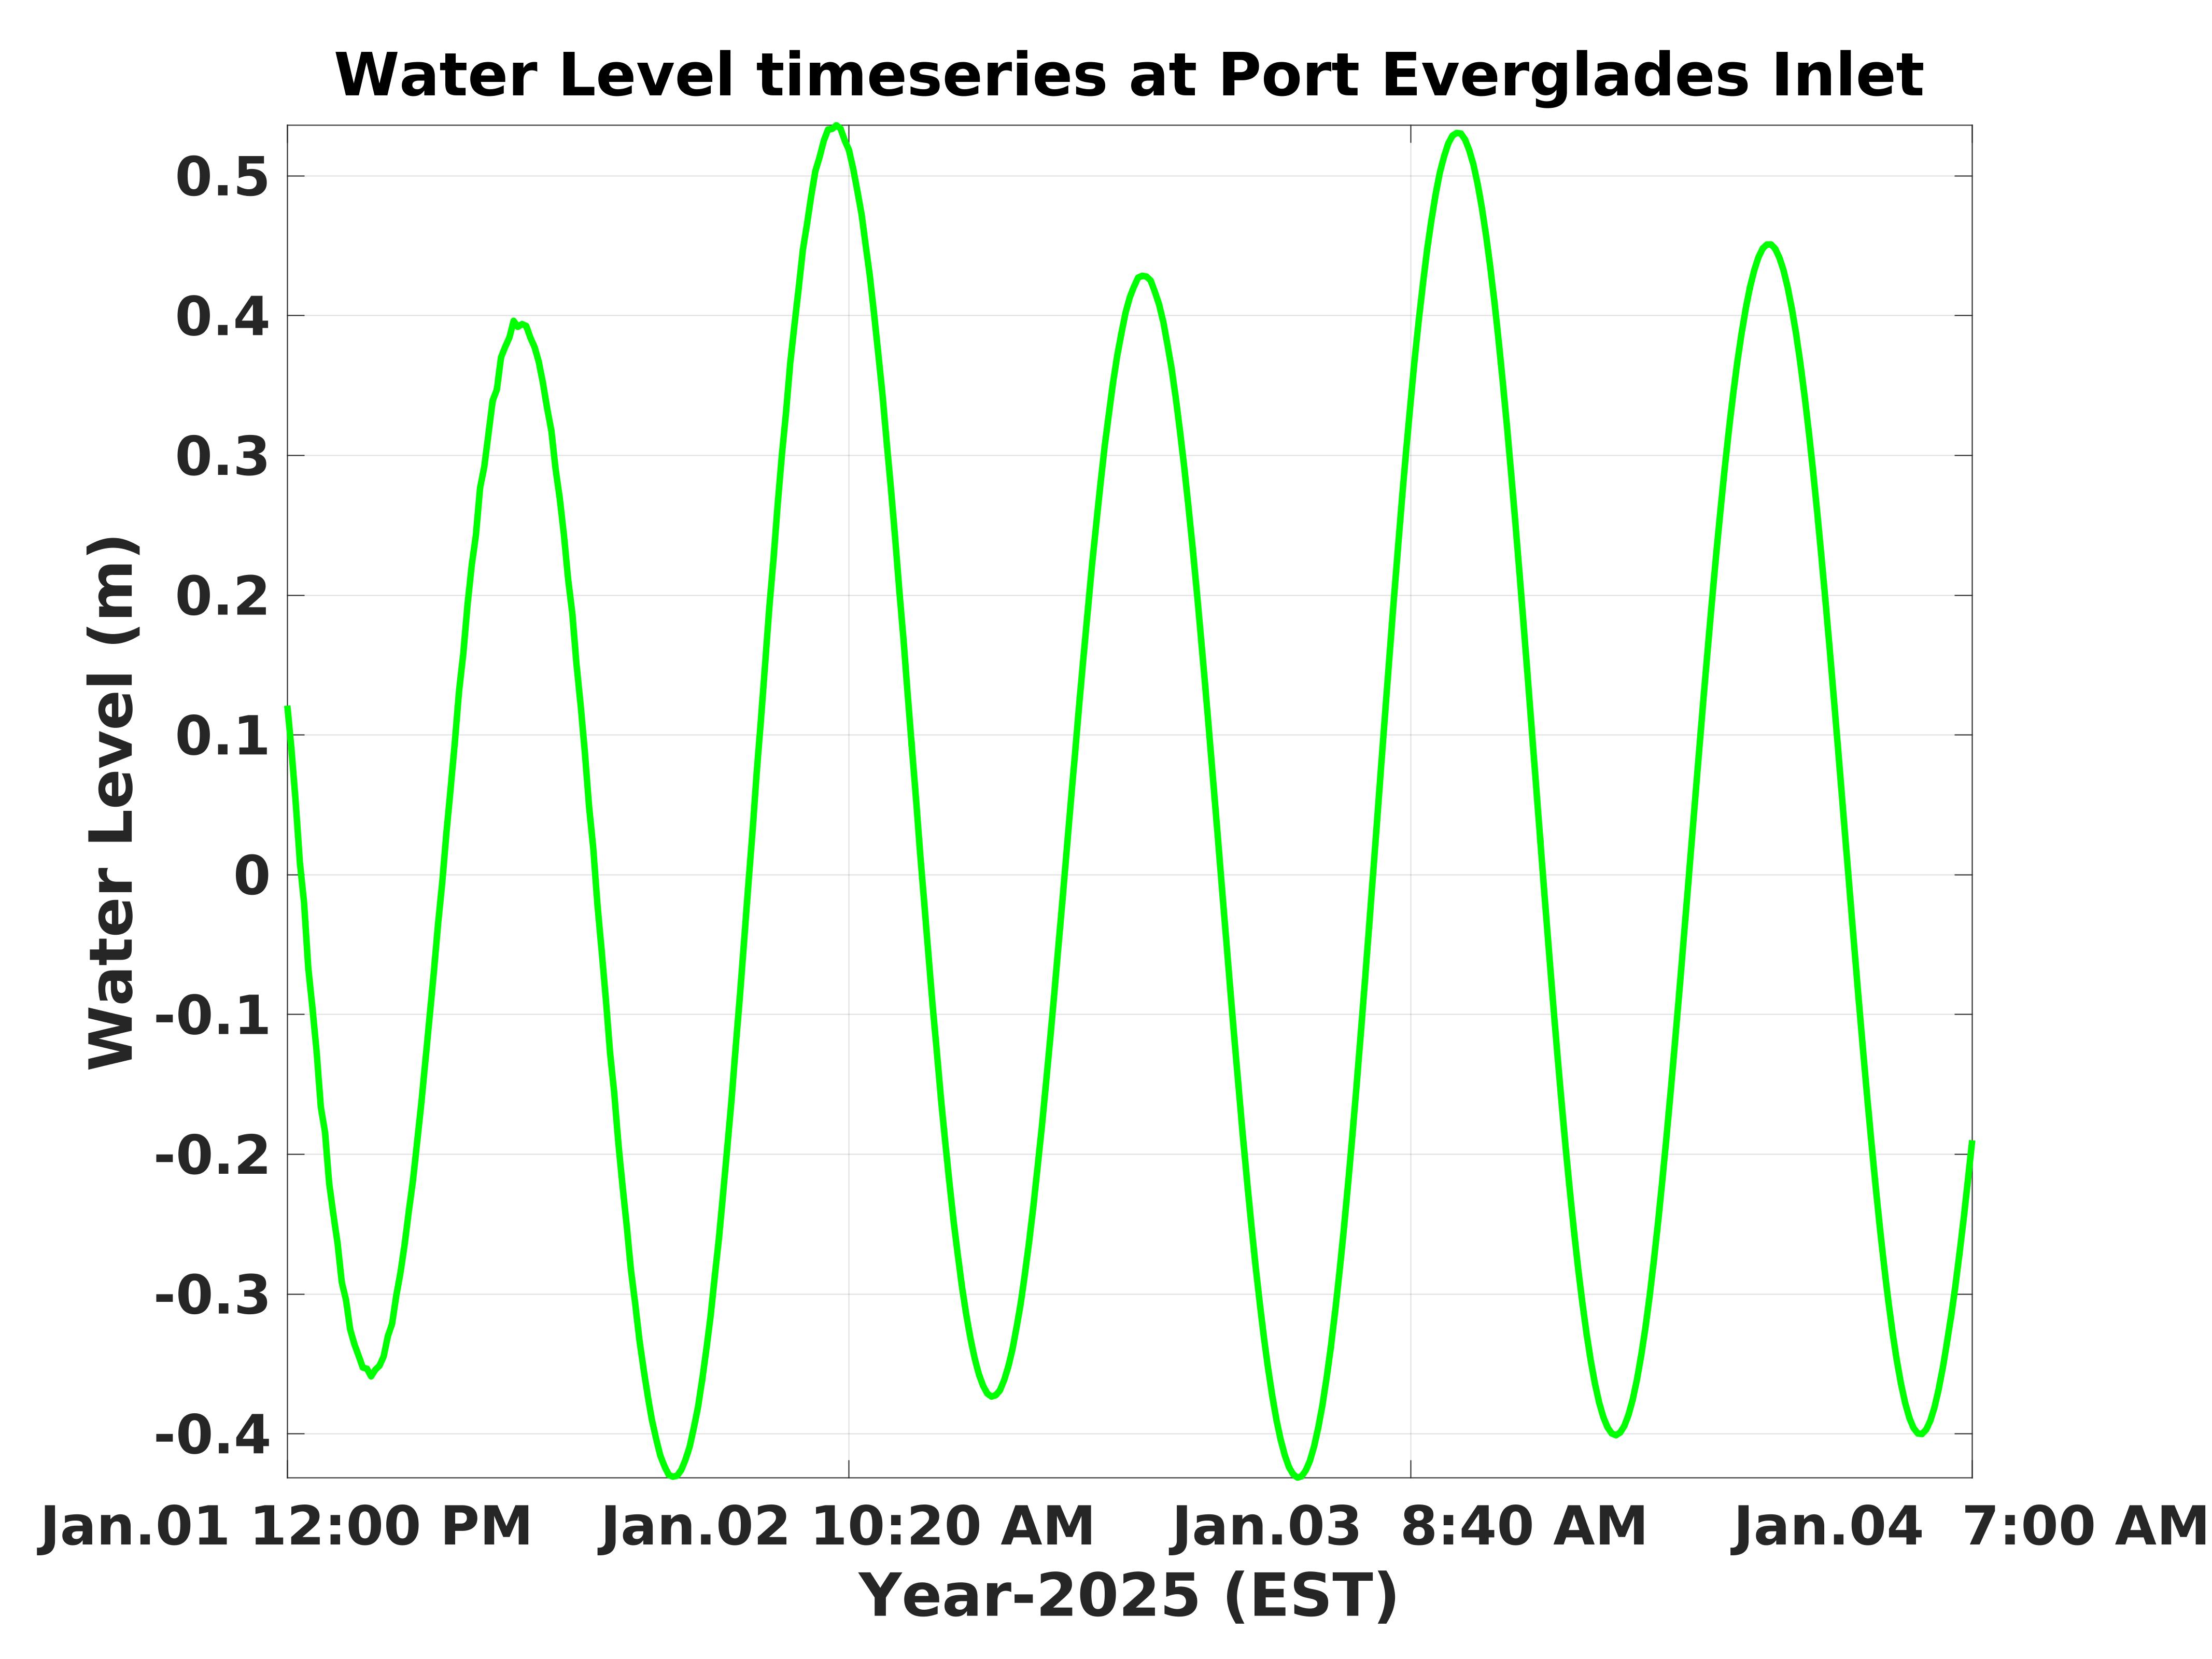 Water Level timeseries at Port Everglades Inlet
0.5
0.4
0.3
0.2
0.1
0
-0.1
-0.2
-0.3
-0.4
Water Level (m)
Jan.01 12:00 PM Jan.02 10:20 AM Jan.03 8:40 AM Jan.04 7:00 AM
Year-2025 (EST)